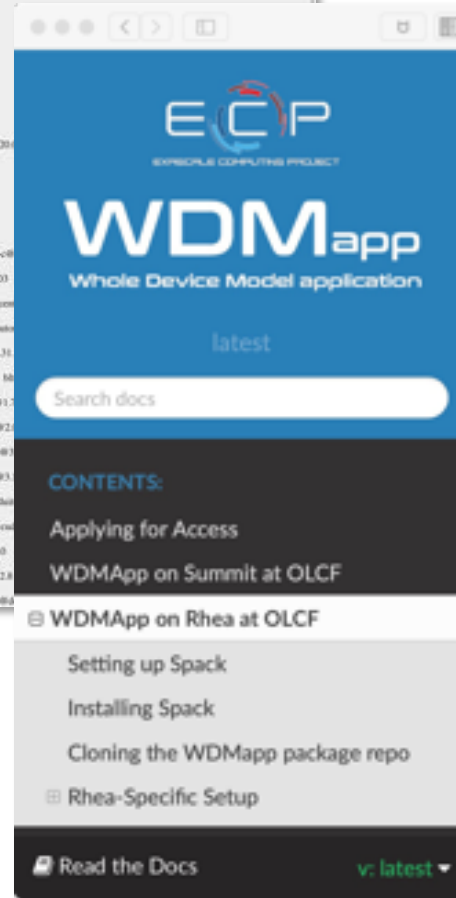 ECP
EXASCALE COMPUTING PROJECT
WDMapp
Whole Device Model application
latest
Search docs
CONTENTS:
Applying for Access
WDMApp on Summit at OLCF
WDMApp on Rhea at OLCF
Setting up Spack
Installing Spack
Cloning the WDMapp package repo
Rhea-Specific Setup
Read the Docs
v: latest